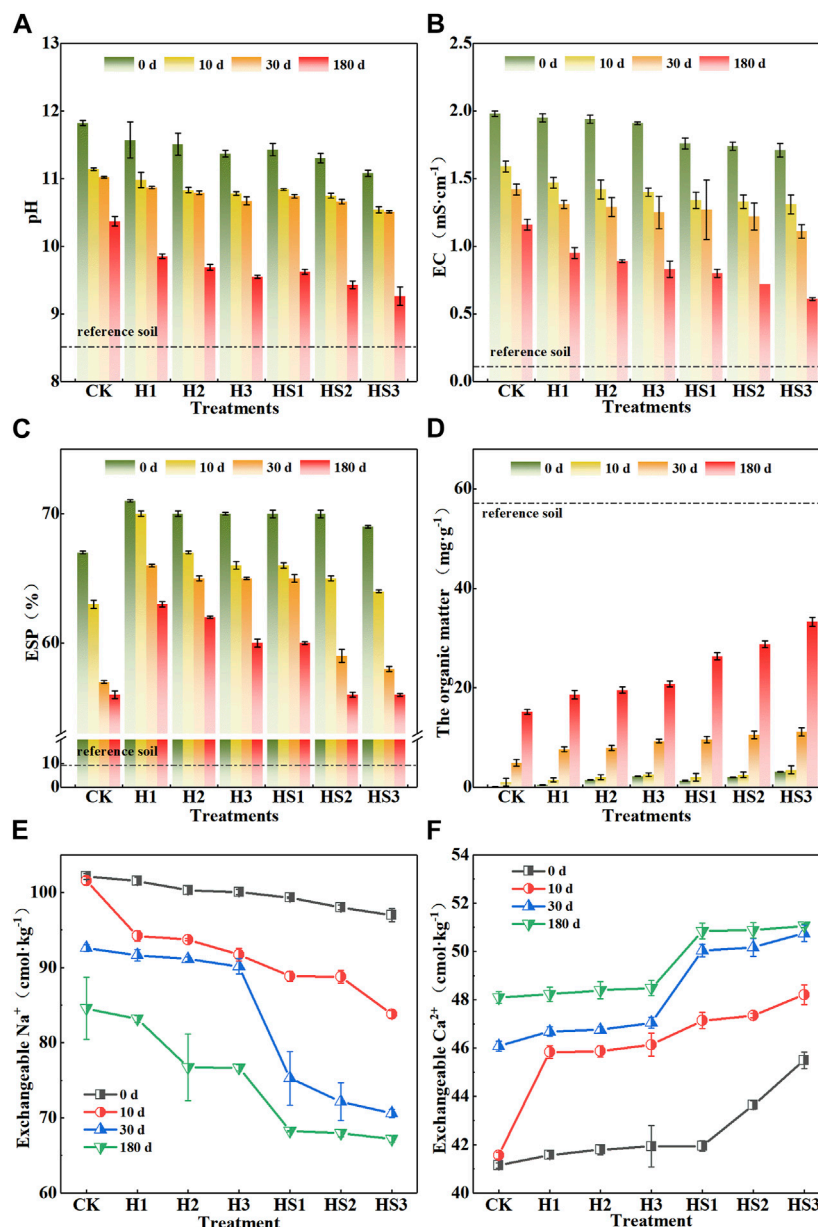 A
13
12
11
10
9
8
pH
0 d 10 d 30 d 180 d
reference soil
CK H1 H2 H3 HS1 HS2 HS3
Treatments
B
2.5
2.0
1.5
1.0
0.5
0.0
EC（mS·cm⁻¹）
0 d 10 d 30 d 180 d
reference soil
CK H1 H2 H3 HS1 HS2 HS3
Treatments
C
70
60
10
0
ESP（%）
0 d 10 d 30 d 180 d
reference soil
CK H1 H2 H3 HS1 HS2 HS3
Treatments
D
60
40
20
0
The organic matter（mg·g⁻¹）
0 d 10 d 30 d 180 d
reference soil
CK H1 H2 H3 HS1 HS2 HS3
Treatments
E
100
90
80
70
60
Exchangeable Na⁺（cmol·kg⁻¹）
0 d
10 d
30 d
180 d
CK H1 H2 H3 HS1 HS2 HS3
Treatment
F
54
52
50
48
46
44
42
40
Exchangeable Ca²⁺（cmol·kg⁻¹）
0 d
10 d
30 d
180 d
CK H1 H2 H3 HS1 HS2 HS3
Treatment